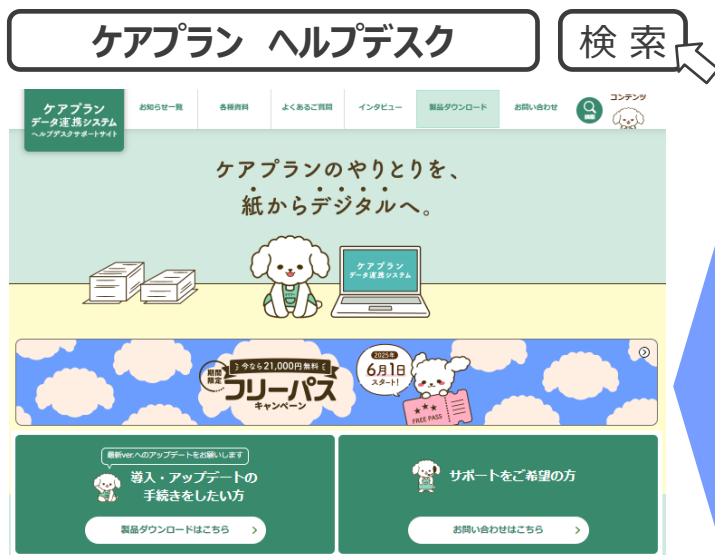 ケアプラン ヘルプデスク
検 索
ケアプラン
データ連携システム
ヘルプデスクサポートサイト
お知らせ一覧
各種資料
よくあるご質問
インタビュー
製品ダウンロード
お問い合わせ
検索
コンテンツ
ケアプランのやりとりを、
紙からデジタルへ。
ケアプラン
データ連携システム
期間
限定
今なら21,000円無料
フリーパス
キャンペーン
2025年
6月1日
スタート!
FREE PASS
最新ver.へのアップデートをお願いします
導入・アップデートの
手続きをしたい方
製品ダウンロードはこちら
サポートをご希望の方
お問い合わせはこちら